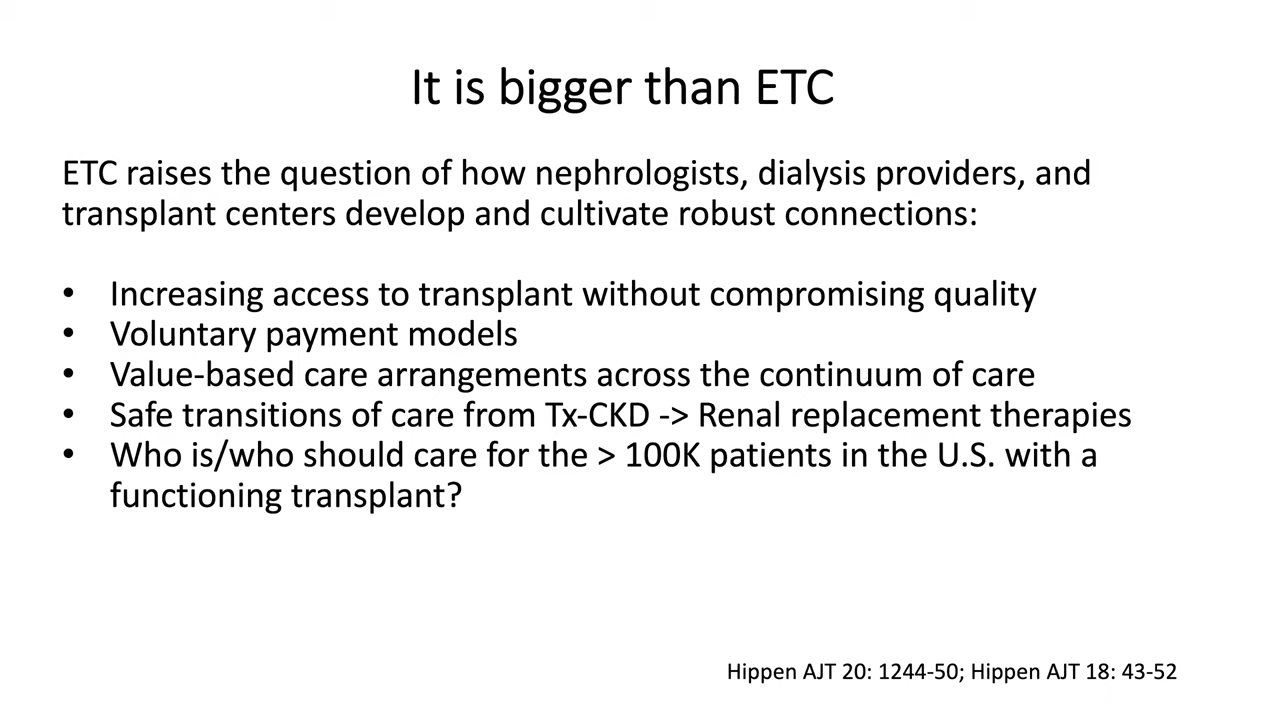 It is bigger than ETC
ETC raises the question of how nephrologists, dialysis providers, and
transplant centers develop and cultivate robust connections:
• Increasing access to transplant without compromising quality
• Voluntary payment models
• Value-based care arrangements across the continuum of care
• Safe transitions of care from Tx-CKD -> Renal replacement therapies
• Who is/who should care for the > 100K patients in the U.S. with a
functioning transplant?
Hippen AJT 20: 1244-50; Hippen AJT 18: 43-52